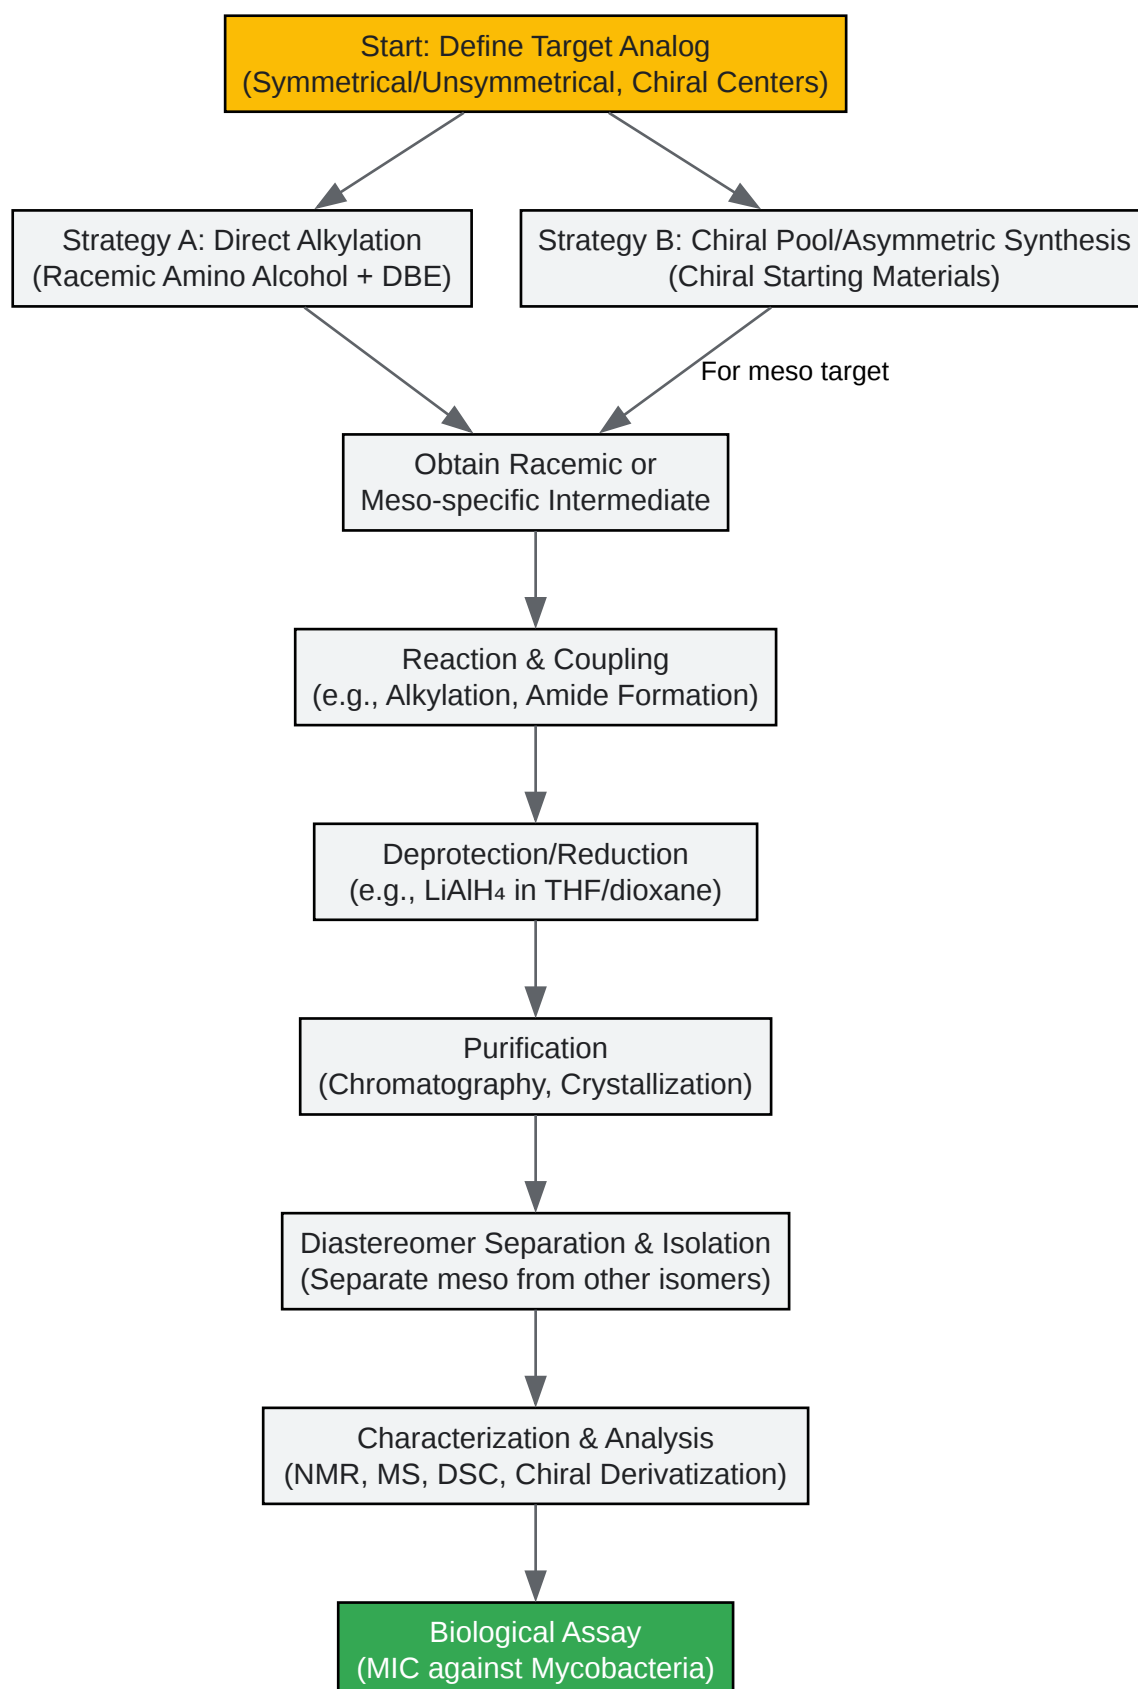 Start: Define Target Analog
(Symmetrical/Unsymmetrical, Chiral Centers)
Strategy A: Direct Alkylation
(Racemic Amino Alcohol + DBE)
Strategy B: Chiral Pool/Asymmetric Synthesis
(Chiral Starting Materials)
For meso target
Obtain Racemic or
Meso-specific Intermediate
Reaction & Coupling
(e.g., Alkylation, Amide Formation)
Deprotection/Reduction
(e.g., LiAlH₄ in THF/dioxane)
Purification
(Chromatography, Crystallization)
Diastereomer Separation & Isolation
(Separate meso from other isomers)
Characterization & Analysis
(NMR, MS, DSC, Chiral Derivatization)
Biological Assay
(MIC against Mycobacteria)